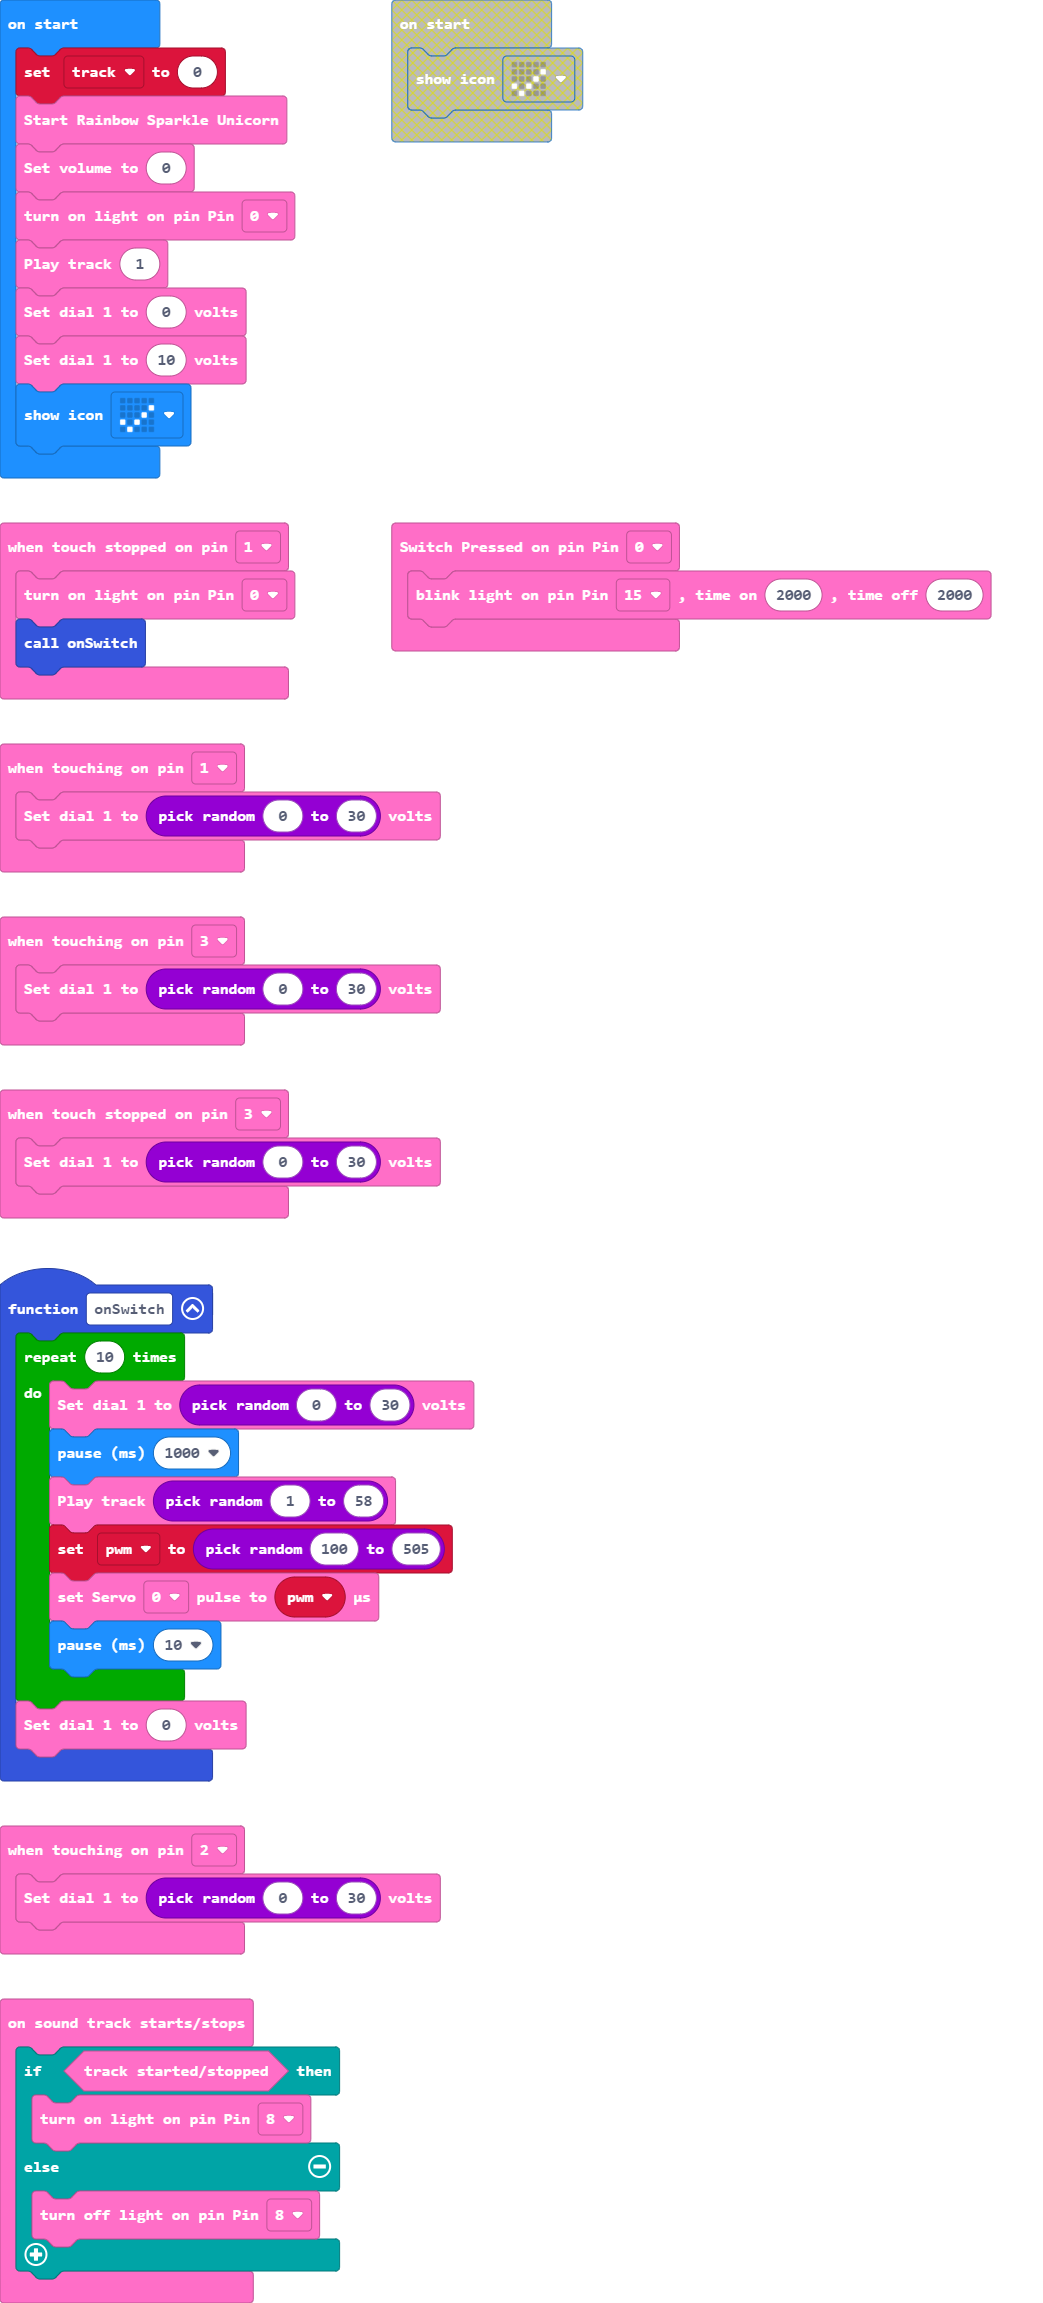 on start
set track to 0
Start Rainbow Sparkle Unicorn
Set volume to 0
turn on light on pin Pin 0
Play track 1
Set dial 1 to 0 volts
Set dial 1 to 10 volts
show icon
on start
show icon
when touch stopped on pin 1
turn on light on pin Pin 0
call onSwitch
Switch Pressed on pin Pin 0
blink light on pin Pin 15 , time on 2000 , time off 2000
when touching on pin 1
Set dial 1 to pick random 0 to 30 volts
when touching on pin 3
Set dial 1 to pick random 0 to 30 volts
when touch stopped on pin 3
Set dial 1 to pick random 0 to 30 volts
function onSwitch
repeat 10 times
do
Set dial 1 to pick random 0 to 30 volts
pause (ms) 1000
Play track pick random 1 to 58
set pwm to pick random 100 to 505
set Servo 0 pulse to pwm µs
pause (ms) 10
Set dial 1 to 0 volts
when touching on pin 2
Set dial 1 to pick random 0 to 30 volts
on sound track starts/stops
if track started/stopped then
turn on light on pin Pin 8
else
turn off light on pin Pin 8